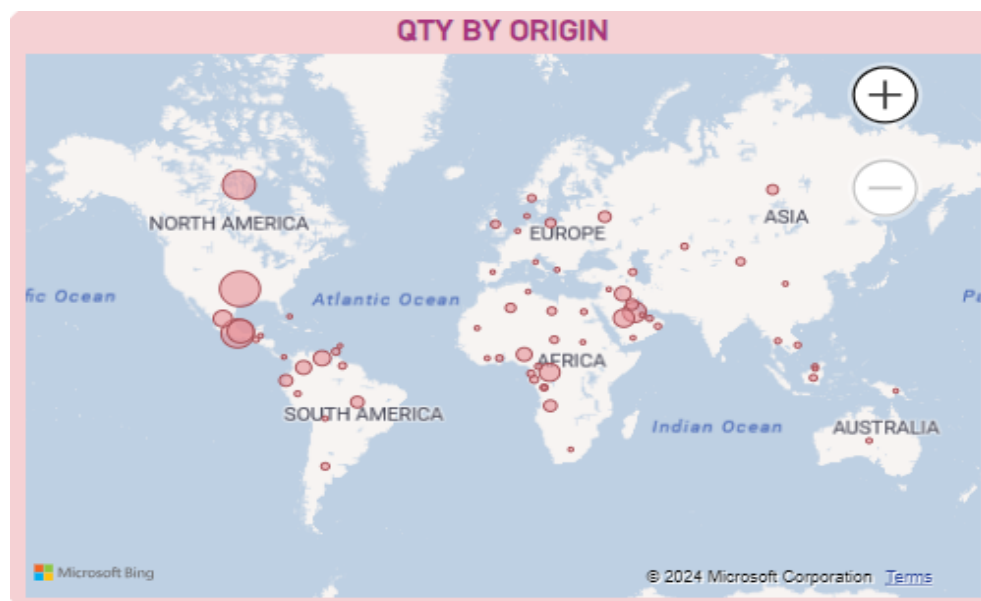 QTY BY ORIGIN
NORTH AMERICA
EUROPE
ASIA
fic Ocean
Atlantic Ocean
Pa
AFRICA
SOUTH AMERICA
Indian Ocean
AUSTRALIA
Microsoft Bing
© 2024 Microsoft Corporation Terms